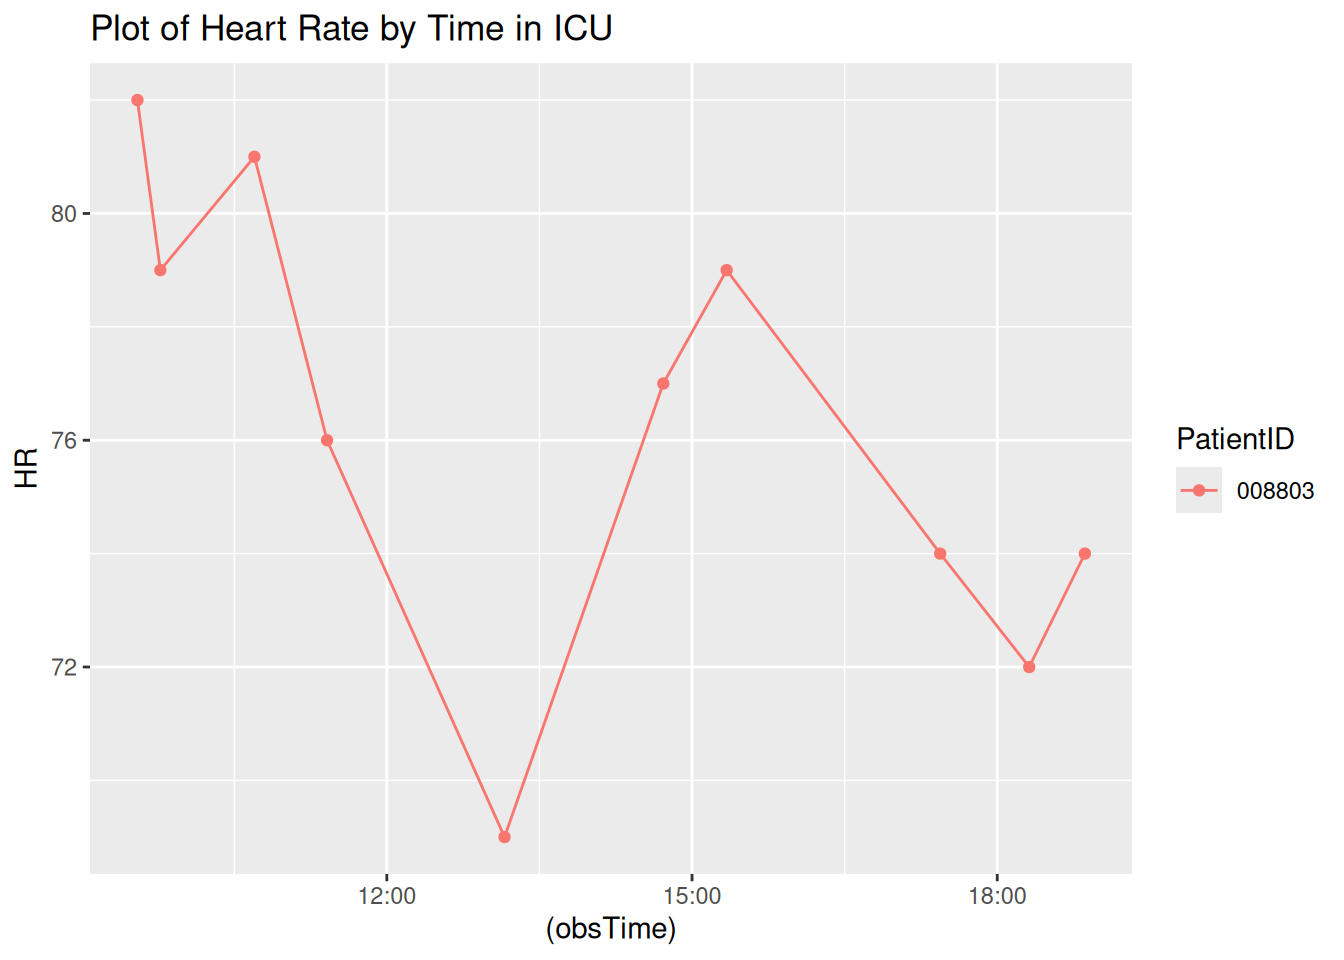 Plot of Heart Rate by Time in ICU
HR
80
76
72
12:00 15:00 18:00
(obsTime)
PatientID
008803